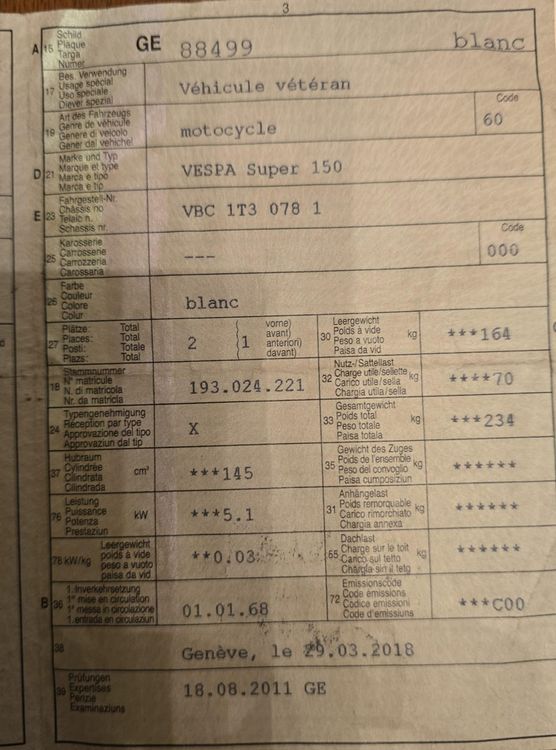 3
A 15 Schild
Plaque
Targa
Numer
GE 88499 blanc
17 Bes. Verwendung
Usage spécial
Uso speciale
Diever spezial
Véhicule vétéran
19 Art des Fahrzeugs
Genre de véhicule
Genere di veicolo
Gener dal vehichel
motocycle
Code
60
D 21 Marke und Typ
Marque et type
Marca e tipo
Marca e tip
VESPA Super 150
E 23 Fahrgestell-Nr.
Châssis no
Telaio n.
Schassis nr.
VBC 1T3 078 1
25 Karosserie
Carrosserie
Carrozzeria
Carossaria
---
Code
000
26 Farbe
Couleur
Colore
Colur
blanc
27 Plätze: Total
Places: Total
Posti: Totale
Plazs: Total
2 (1 vorne)
avant)
anteriori)
davant)
30 Leergewicht
Poids à vide
Peso a vuoto
Paisa da vid
kg ***164
18 Stammnummer
N° matricule
N. di matricola
Nr. da matricla
193.024.221
32 Nutz-/Sattellast
Charge utile/sellette
Carico utile/sella
Chargia utila/sella
kg ****70
24 Typengenehmigung
Réception par type
Approvazione del tipo
Approvaziun dal tip
X
33 Gesamtgewicht
Poids total
Peso totale
Paisa totala
kg ***234
37 Hubraum
Cylindrée
Cilindrata
Cilindrada
cm³ ***145
35 Gewicht des Zuges
Poids de l'ensemble
Peso del convoglio
Paisa cumposiziun
kg ******
76 Leistung
Puissance
Potenza
Prestaziun
kW ***5.1
31 Anhängelast
Poids remorquable
Carico rimorchiato
Chargia annexa
kg ******
78 kW/kg Leergewicht
poids à vide
peso a vuoto
paisa da vid
**0.03
55 Dachlast
Charge sur le toit
Carico sul tetto
Chargia sin il tetg
kg ******
B 36 1. Inverkehrsetzung
1re mise en circulation
1a messa in circolazione
1. entrada en circulaziun
01.01.68
72 Emissionscode
Code émissions
Codice emissioni
Code d'emissiuns
***C00
38 Genève, le 29.03.2018
39 Prüfungen
Expertises
Perizie
Examinaziuns
18.08.2011 GE